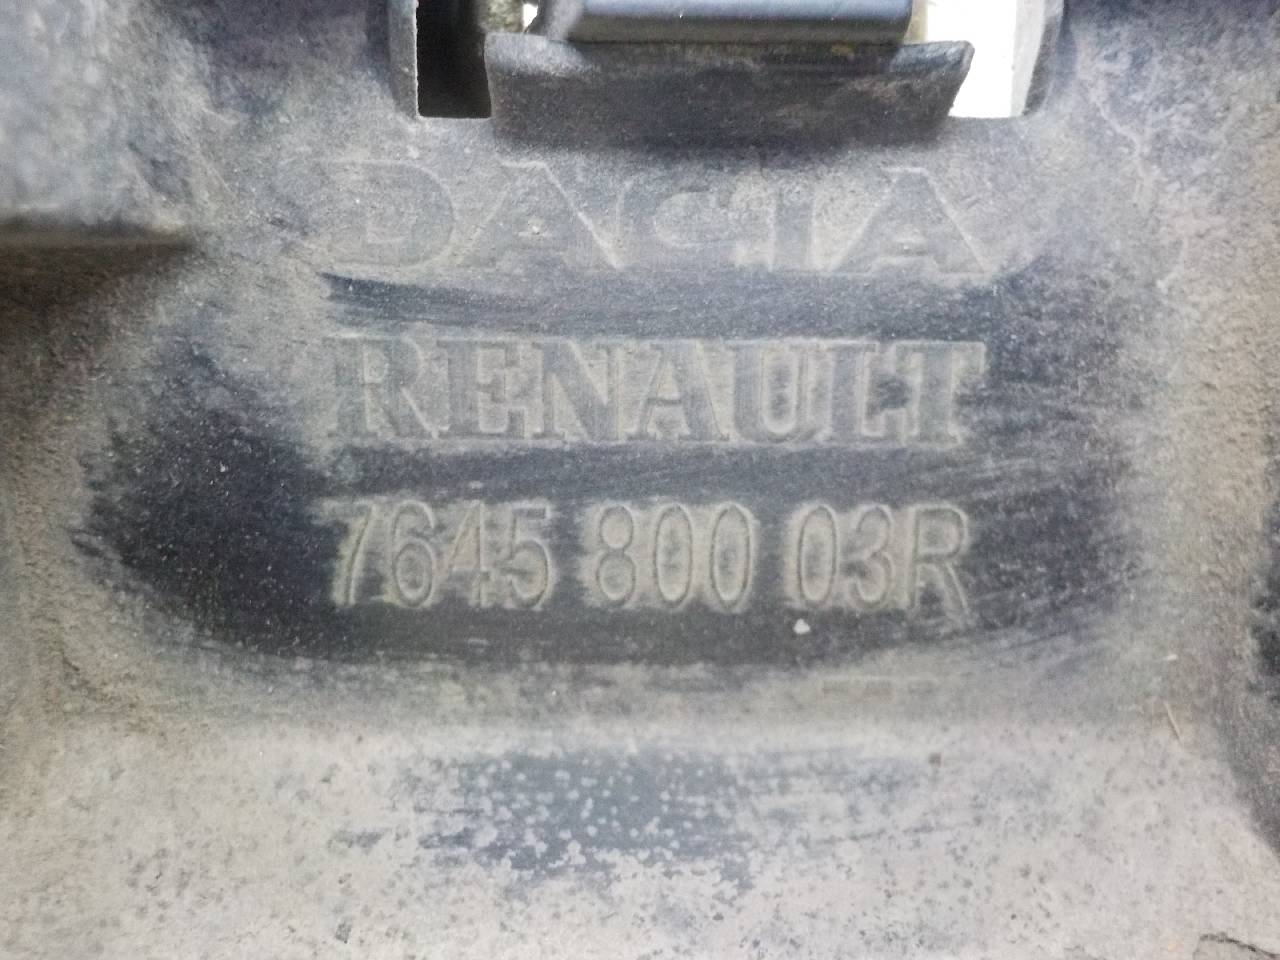 DACIA
RENAULT
7645 800 03R